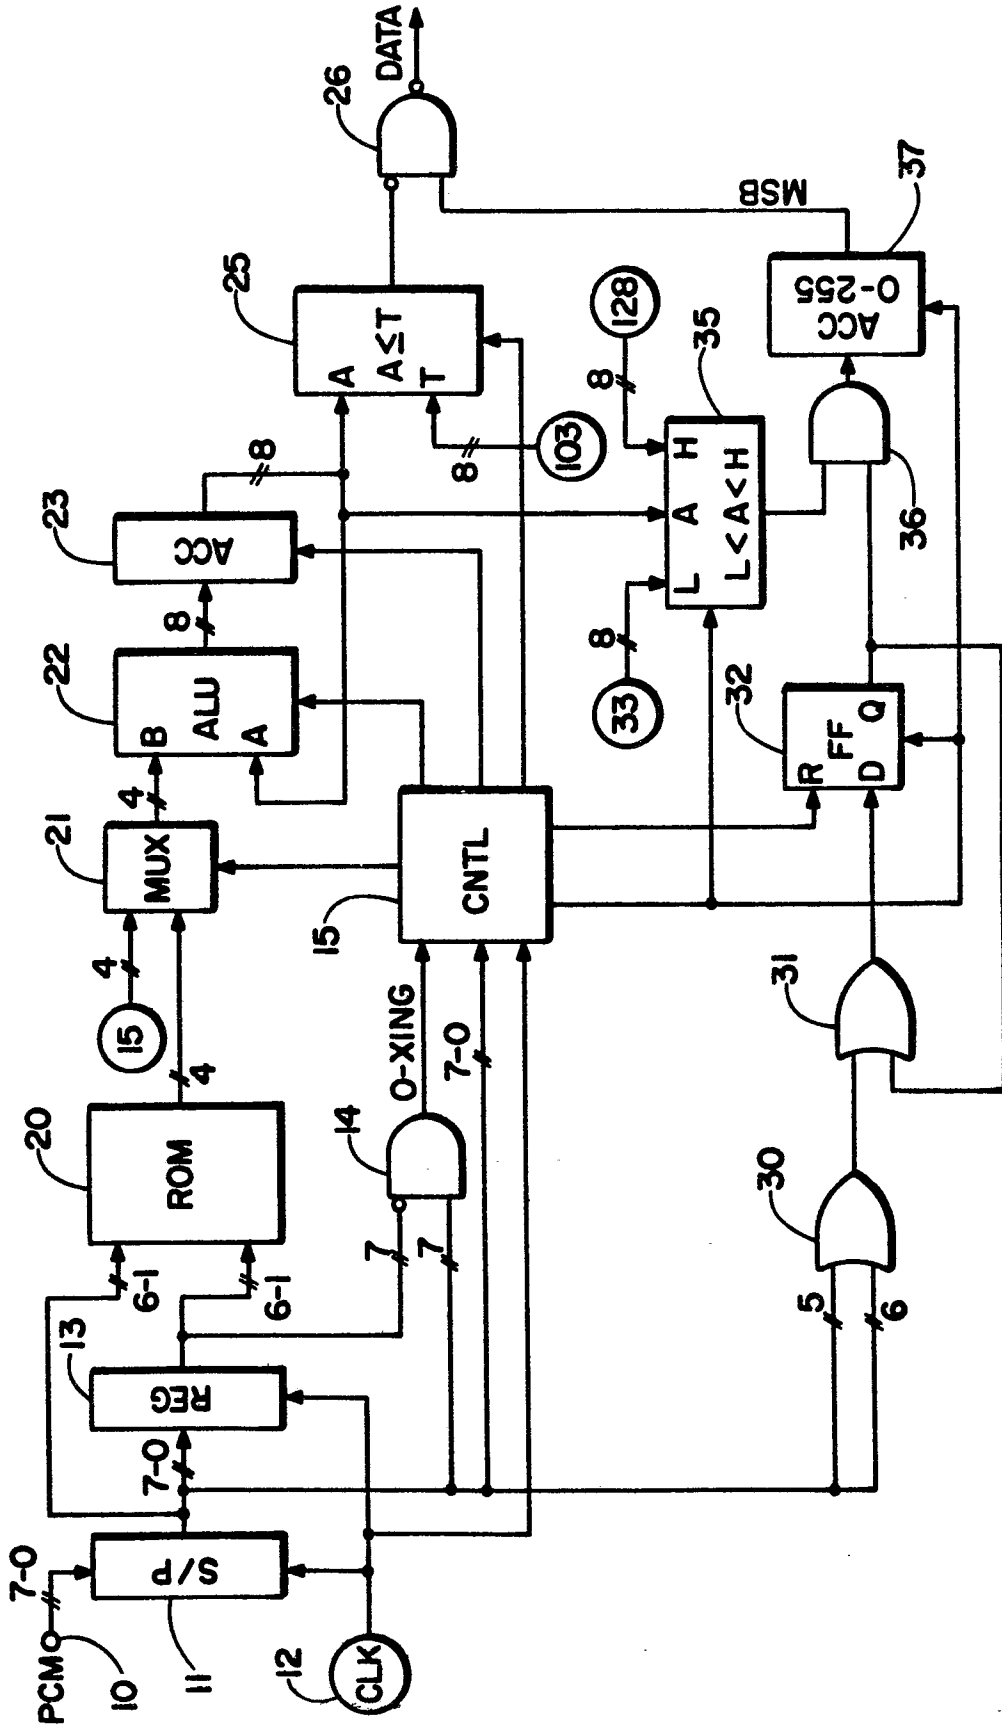 PCM
10
7-0
S/P
11
12
CLK
7-0
REG
13
6-1
6-1
20
ROM
4
15
4
21
MUX
4
22
B
ALU
A
8
23
ACC
8
25
A
A≤T
T
8
103
26
DATA
7
7
14
O-XING
7-0
15
CNTL
33
8
L A H
L<A<H
35
8
128
5
6
30
31
32
R
FF
D Q
36
ACC
0-255
37
MSB